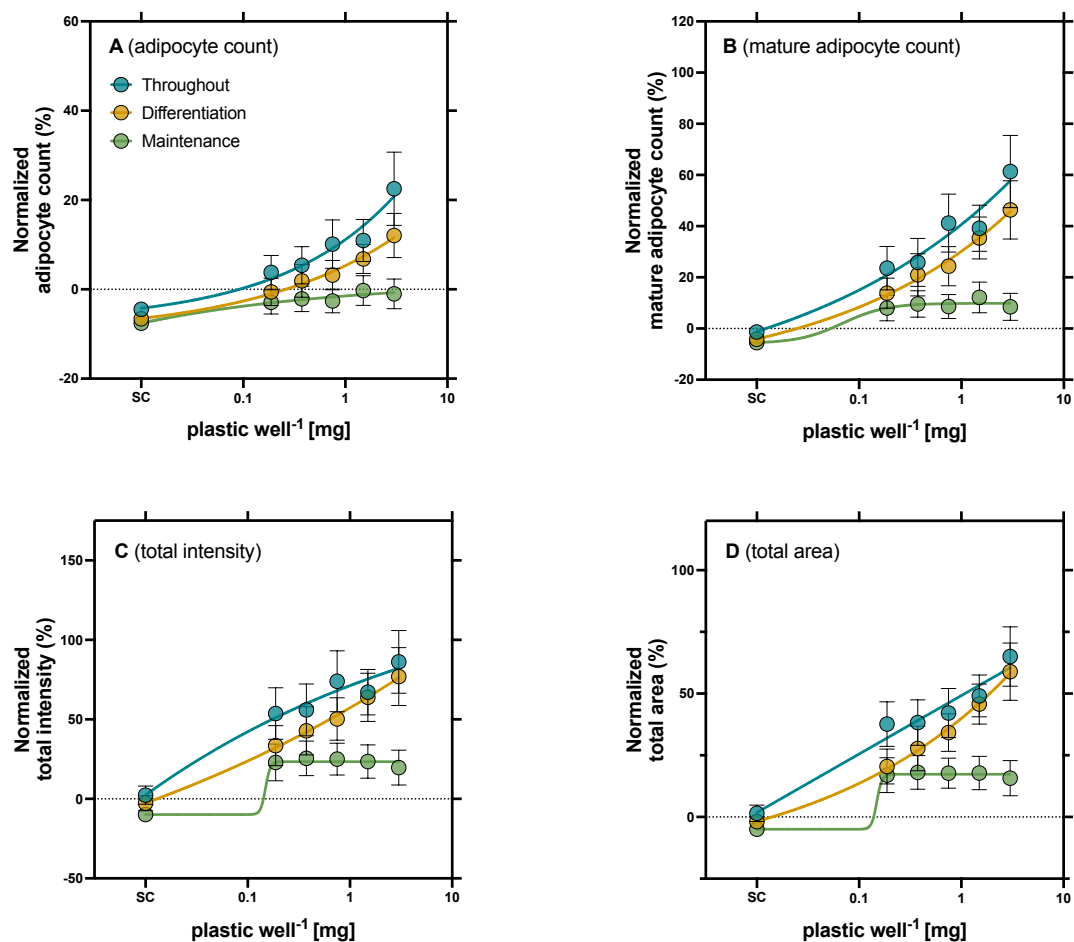 A (adipocyte count)
Throughout
Differentiation
Maintenance
Normalized
adipocyte count (%)
60
40
20
0
-20
SC
0.1
1
10
plastic well⁻¹ [mg]
B (mature adipocyte count)
Normalized
mature adipocyte count (%)
120
100
80
60
40
20
0
-20
SC
0.1
1
10
plastic well⁻¹ [mg]
C (total intensity)
Normalized
total intensity (%)
150
100
50
0
-50
SC
0.1
1
10
plastic well⁻¹ [mg]
D (total area)
Normalized
total area (%)
100
50
0
SC
0.1
1
10
plastic well⁻¹ [mg]